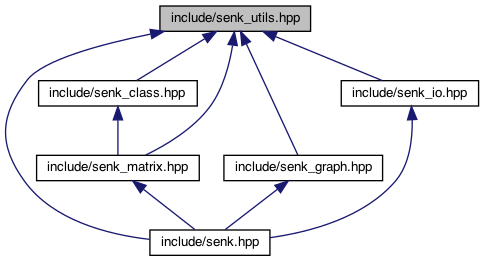 include/senk_utils.hpp
include/senk_class.hpp
include/senk_io.hpp
include/senk_matrix.hpp
include/senk_graph.hpp
include/senk.hpp